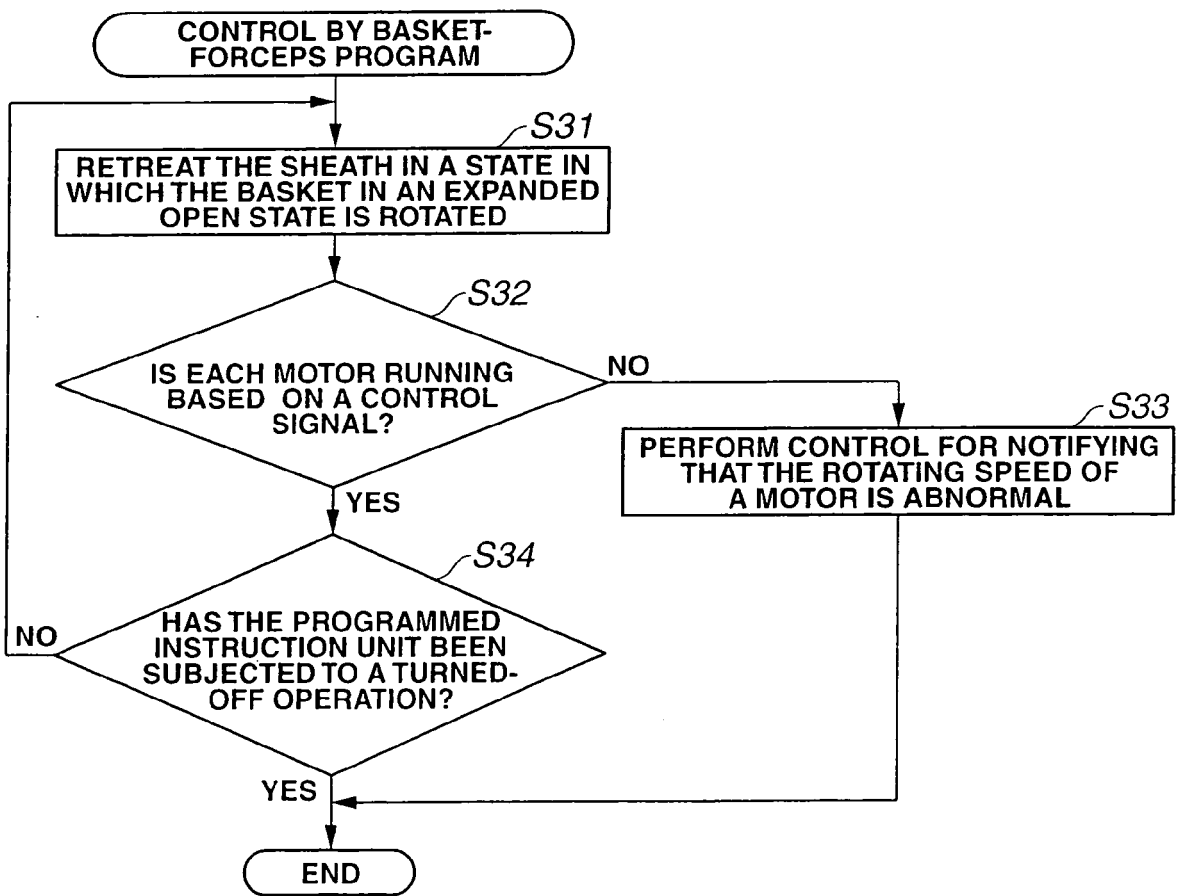 CONTROL BY BASKET-
FORCEPS PROGRAM
S31
RETREAT THE SHEATH IN A STATE IN
WHICH THE BASKET IN AN EXPANDED
OPEN STATE IS ROTATED
S32
IS EACH MOTOR RUNNING
BASED ON A CONTROL
SIGNAL?
NO
S33
PERFORM CONTROL FOR NOTIFYING
THAT THE ROTATING SPEED OF
A MOTOR IS ABNORMAL
YES
S34
HAS THE PROGRAMMED
INSTRUCTION UNIT BEEN
SUBJECTED TO A TURNED-
OFF OPERATION?
NO
YES
END